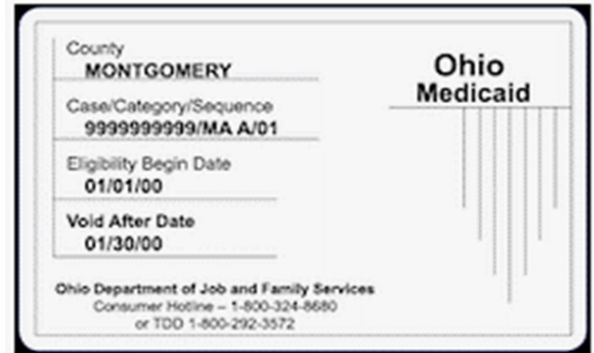 County
MONTGOMERY
Case/Category/Sequence
9999999999/MA A/01
Eligibility Begin Date
01/01/00
Void After Date
01/30/00
Ohio
Medicaid
Ohio Department of Job and Family Services
Consumer Hotline – 1-800-324-8680
or TDD 1-800-292-3572